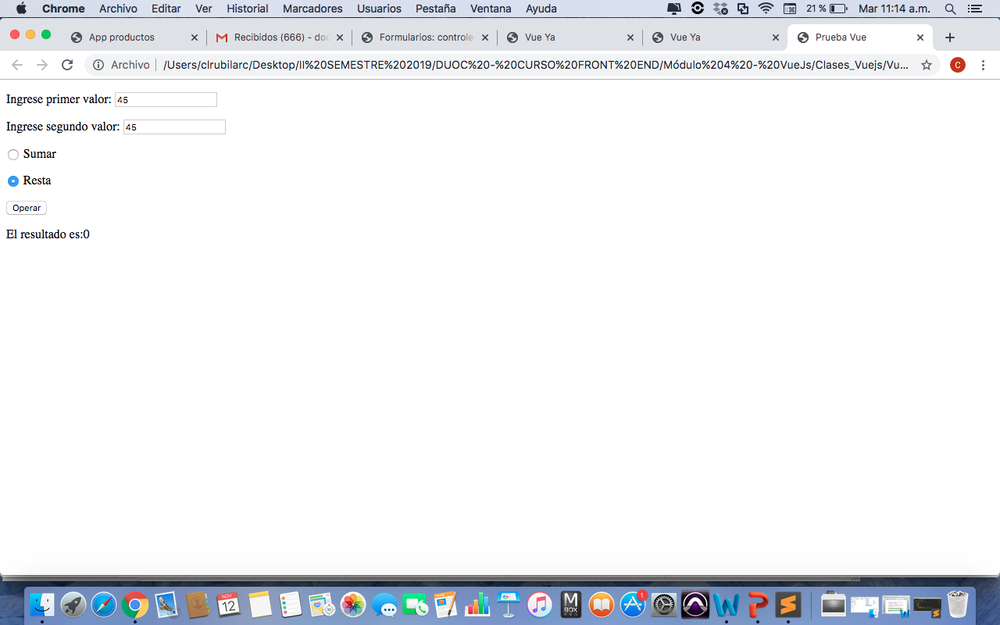 Chrome Archivo Editar Ver Historial Marcadores Usuarios Pestaña Ventana Ayuda 21 % Mar 11:14 a.m.
App productos Recibidos (666) - doc Formularios: controle Vue Ya Vue Ya Prueba Vue
Archivo /Users/clrubilarc/Desktop/II%20SEMESTRE%202019/DUOC%20-%20CURSO%20FRONT%20END/Módulo%204%20-%20VueJs/Clases_Vuejs/Vu... C
Ingrese primer valor: 45
Ingrese segundo valor: 45
Sumar
Resta
Operar
El resultado es:0
NOV
12
M
BOX
PRO
1